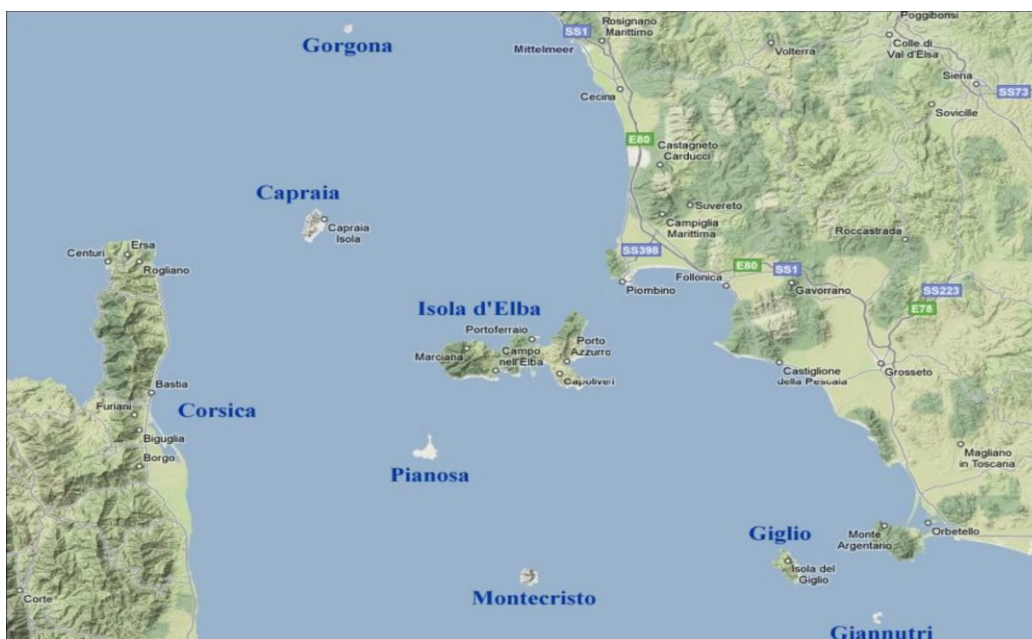 Poggibonsi
Rosignano
Marittimo
SS1
Gorgona
Mittelmeer
Volterra
Colle di
Val d'Elsa
Siena
SS73
Cecina
Sovicille
E80
Castagneto
Carducci
Capraia
Capraia
Isola
Suvereto
Campiglia
Marittima
Roccastrada
Ersa
Centuri
Rogliano
SS398
E80
SS1
Piombino
Follonica
Gavorrano
SS223
E78
Isola d'Elba
Portoferraio
Marciana
Campo
nell'Elba
Porto
Azzurro
Capoliveri
Castiglione
della Pescaia
Grosseto
Bastia
Furiani
Corsica
Biguglia
Borgo
Pianosa
Magliano
in Toscana
Giglio
Monte
Argentario
Orbetello
Isola del
Giglio
Corte
Montecristo
Giannutri